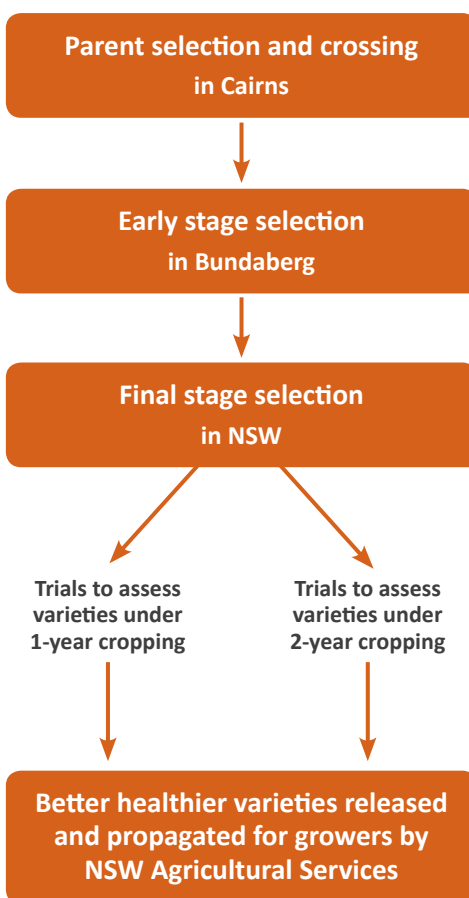 Parent selection and crossing
in Cairns
Early stage selection
in Bundaberg
Final stage selection
in NSW
Trials to assess
varieties under
1-year cropping
Trials to assess
varieties under
2-year cropping
Better healthier varieties released
and propagated for growers by
NSW Agricultural Services